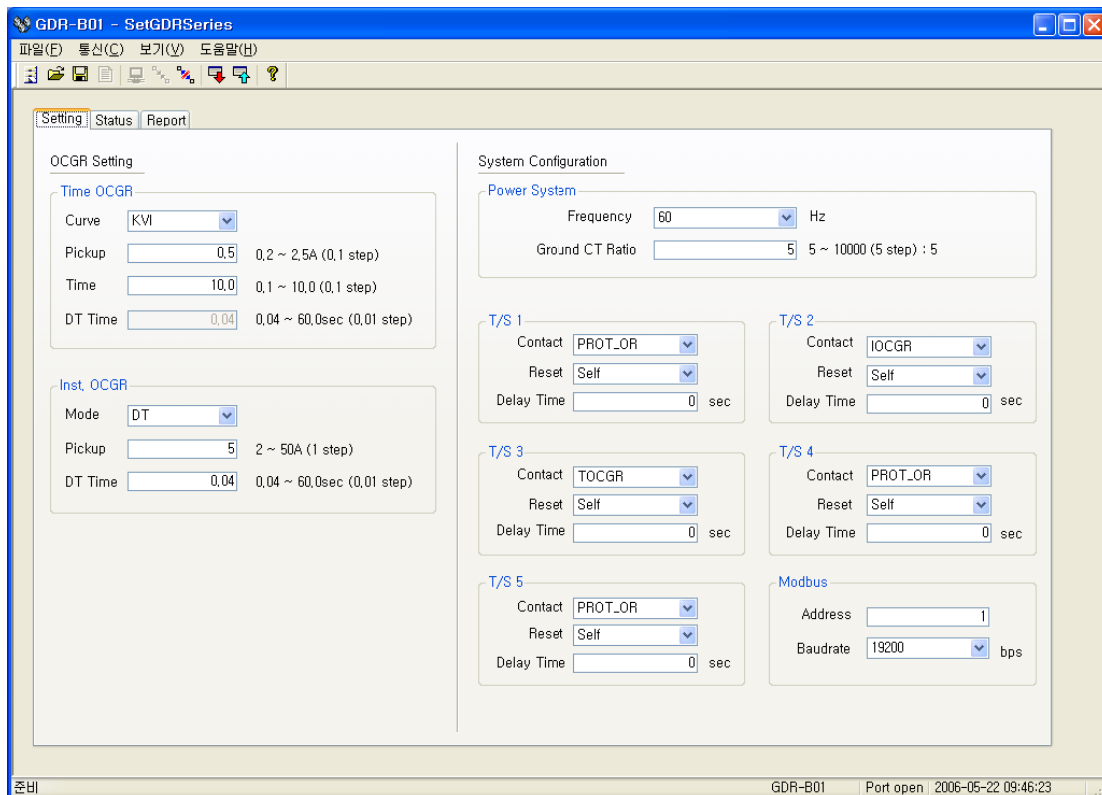 GDR-B01 - SetGDRSeries
파일(F) 통신(C) 보기(V) 도움말(H)
Setting Status Report
OCGR Setting
Time OCGR
Curve KVI
Pickup 0,5 0,2 ~ 2,5A (0,1 step)
Time 10,0 0,1 ~ 10,0 (0,1 step)
DT Time 0,04 0,04 ~ 60,0sec (0,01 step)
Inst, OCGR
Mode DT
Pickup 5 2 ~ 50A (1 step)
DT Time 0,04 0,04 ~ 60,0sec (0,01 step)
System Configuration
Power System
Frequency 60 Hz
Ground CT Ratio 5 5 ~ 10000 (5 step) : 5
T/S 1
Contact PROT_OR
Reset Self
Delay Time 0 sec
T/S 2
Contact IOCGR
Reset Self
Delay Time 0 sec
T/S 3
Contact TOCGR
Reset Self
Delay Time 0 sec
T/S 4
Contact PROT_OR
Reset Self
Delay Time 0 sec
T/S 5
Contact PROT_OR
Reset Self
Delay Time 0 sec
Modbus
Address 1
Baudrate 19200 bps
준비 GDR-B01 Port open 2006-05-22 09:46:23